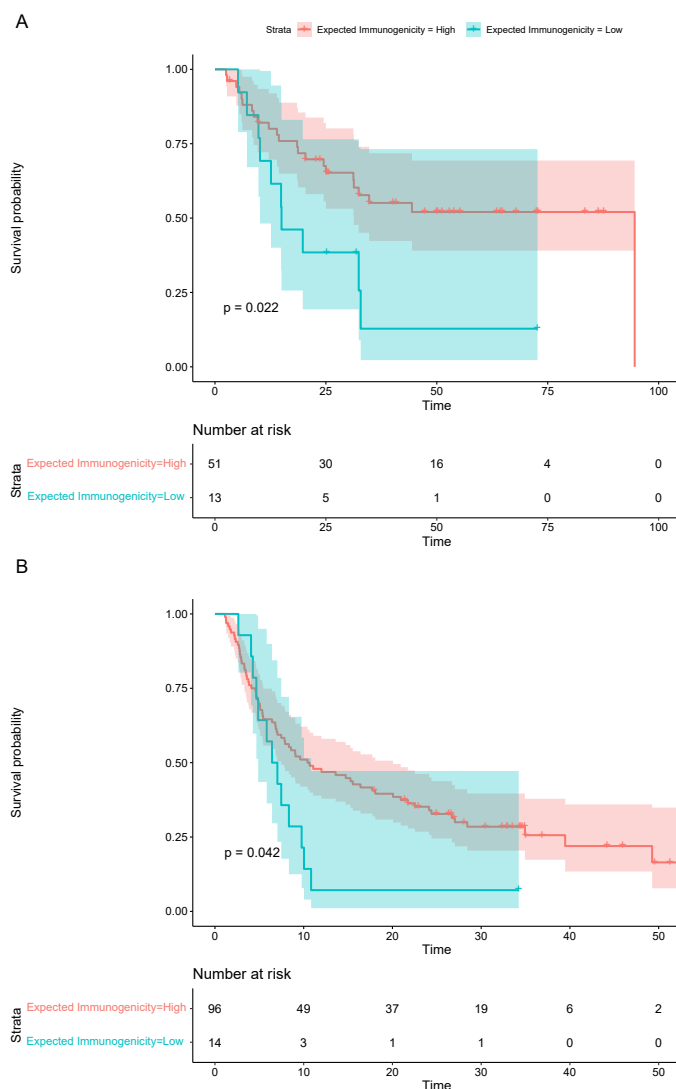 A
Strata Expected Immunogenicity = High Expected Immunogenicity = Low
1.00
0.75
0.50
0.25
0.00
Survival probability
p = 0.022
0 25 50 75 100
Time
Number at risk
Strata
Expected Immunogenicity=High 51 30 16 4 0
Expected Immunogenicity=Low 13 5 1 0 0
0 25 50 75 100
Time
B
1.00
0.75
0.50
0.25
0.00
Survival probability
p = 0.042
0 10 20 30 40 50
Time
Number at risk
Strata
Expected Immunogenicity=High 96 49 37 19 6 2
Expected Immunogenicity=Low 14 3 1 1 0 0
0 10 20 30 40 50
Time